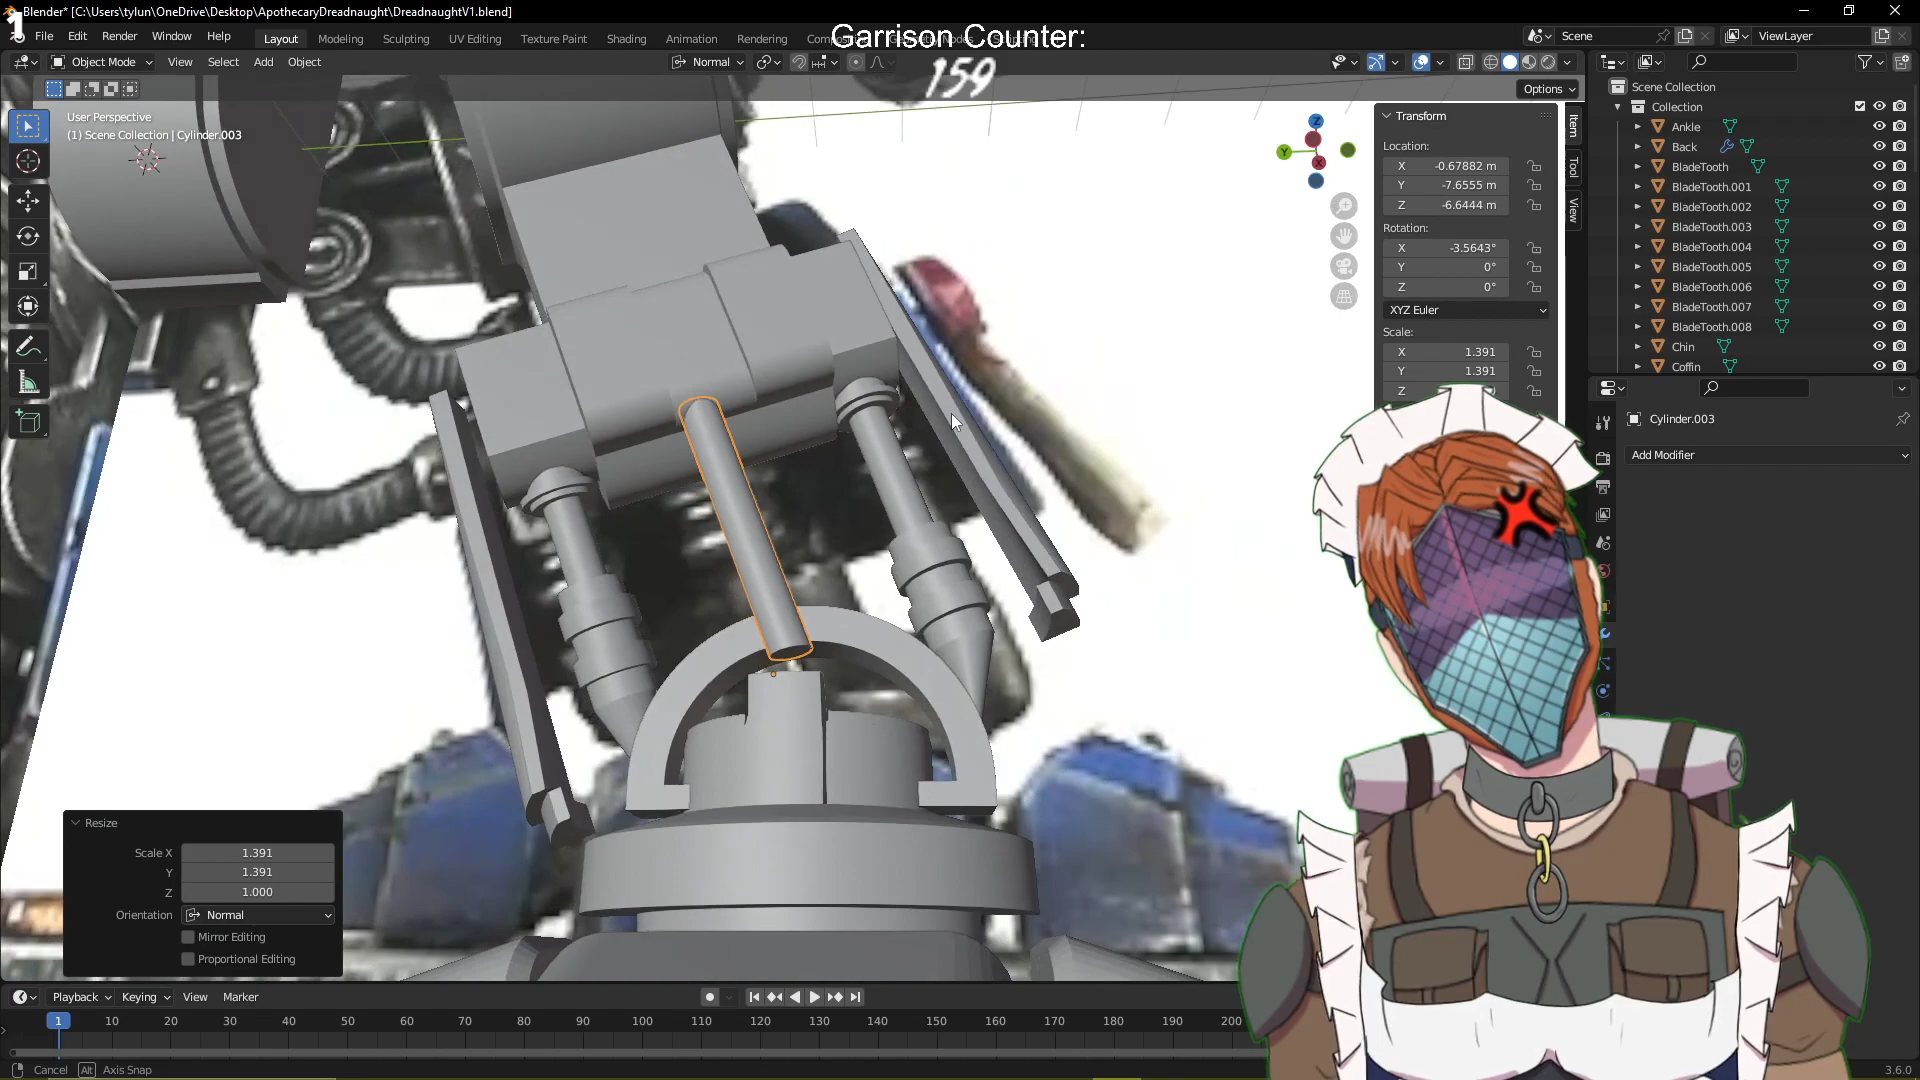 1
Blender* [C:\Users\tylun\OneDrive\Desktop\ApothecaryDreadnaught\DreadnaughtV1.blend]
File Edit Render Window Help Layout Modeling Sculpting UV Editing Texture Paint Shading Animation Rendering
Garrison Counter:
159
Scene
ViewLayer
Object Mode View Select Add Object
Normal
Options
User Perspective
(1) Scene Collection | Cylinder.003
Z
Y
X
Transform
Location:
X -0.67882 m
Y -7.6555 m
Z -6.6444 m
Rotation:
X -3.5643°
Y 0°
Z 0°
XYZ Euler
Scale:
X 1.391
Y 1.391
Z
Item
Tool
View
Scene Collection
Collection
Ankle
Back
BladeTooth
BladeTooth.001
BladeTooth.002
BladeTooth.003
BladeTooth.004
BladeTooth.005
BladeTooth.006
BladeTooth.007
BladeTooth.008
Chin
Coffin
Cylinder.003
Add Modifier
Resize
Scale X 1.391
Y 1.391
Z 1.000
Orientation Normal
Mirror Editing
Proportional Editing
Playback Keying View Marker
1 10 20 30 40 50 60 70 80 90 100 110 120 130 140 150 160 170 180 190 200
Cancel Alt Axis Snap
3.6.0